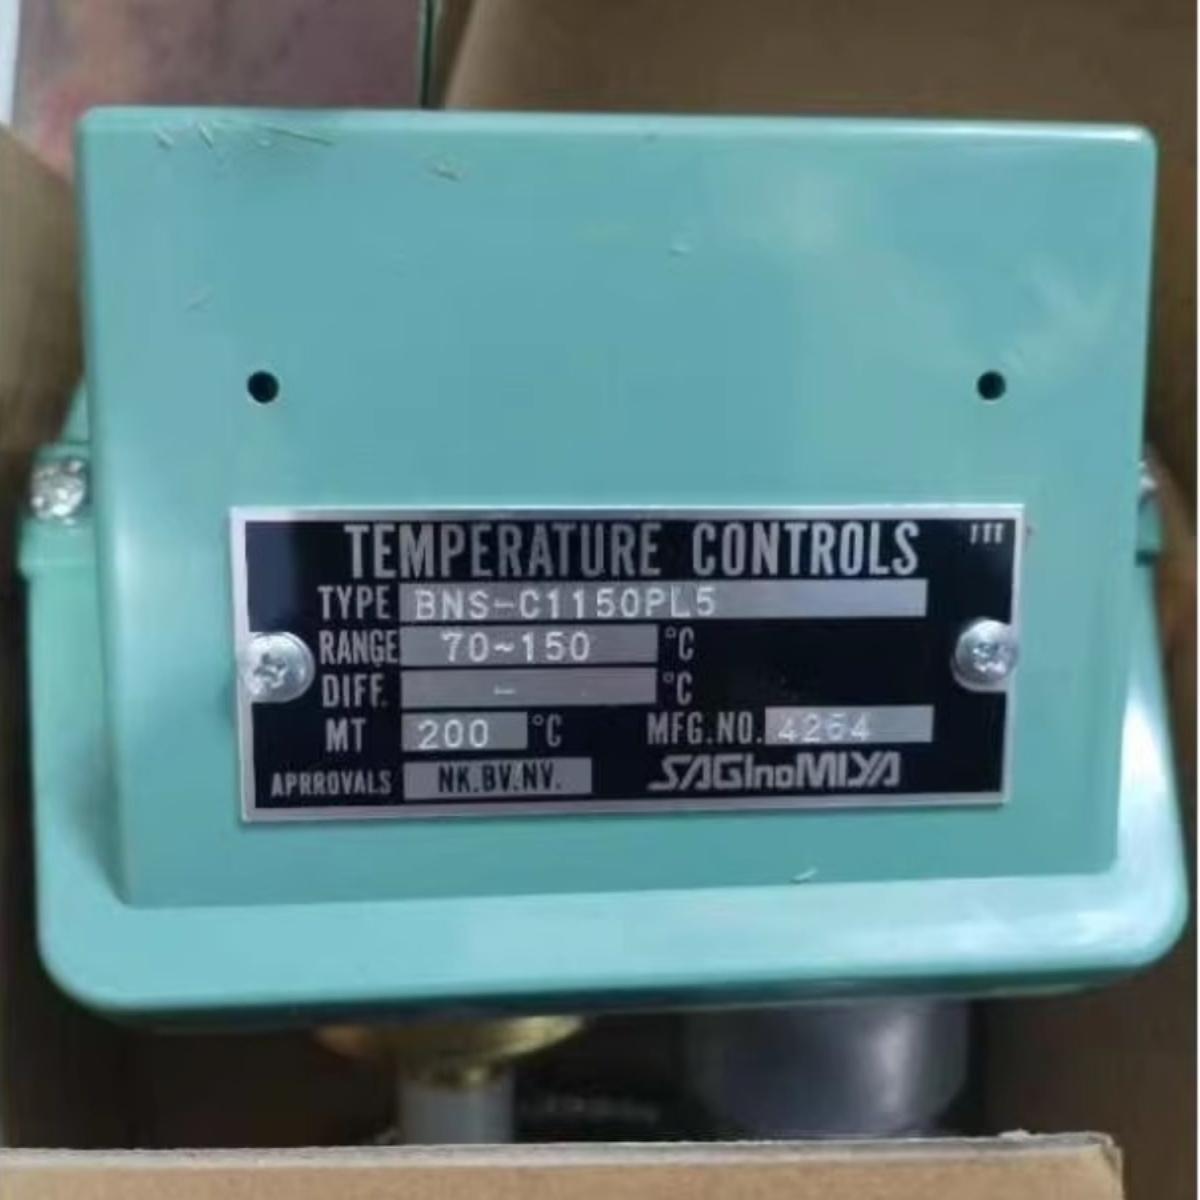 TEMPERATURE CONTROLS
TYPE BNS-C1150PL5
RANGE 70~150 °C
DIFF. - °C
MT 200 °C MFG.NO. 4264
APRROVALS NK.BV.NV. SAGInoMIYA